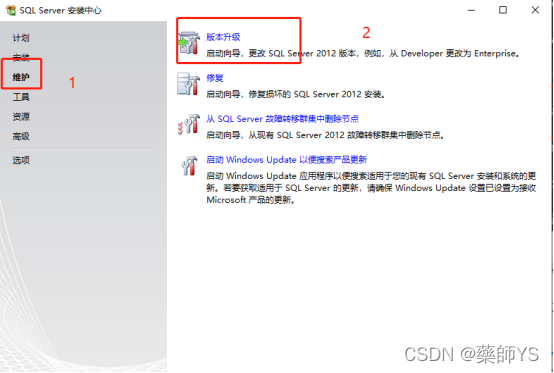 SQL Server 安装中心
计划
安装
维护
工具
资源
高级
选项
1
2
版本升级
启动向导，更改 SQL Server 2012 版本，例如，从 Developer 更改为 Enterprise。
修复
启动向导，修复损坏的 SQL Server 2012 安装。
从 SQL Server 故障转移群集中删除节点
启动向导，从现有 SQL Server 2012 故障转移群集中删除节点。
启动 Windows Update 以便搜索产品更新
启动 Windows Update 应用程序以便搜索适用于您的现有 SQL Server 安装和系统的更
新。若要获取适用于 SQL Server 的更新，请确保 Windows Update 设置已设置为接收
Microsoft 产品的更新。
CSDN @藥師YS